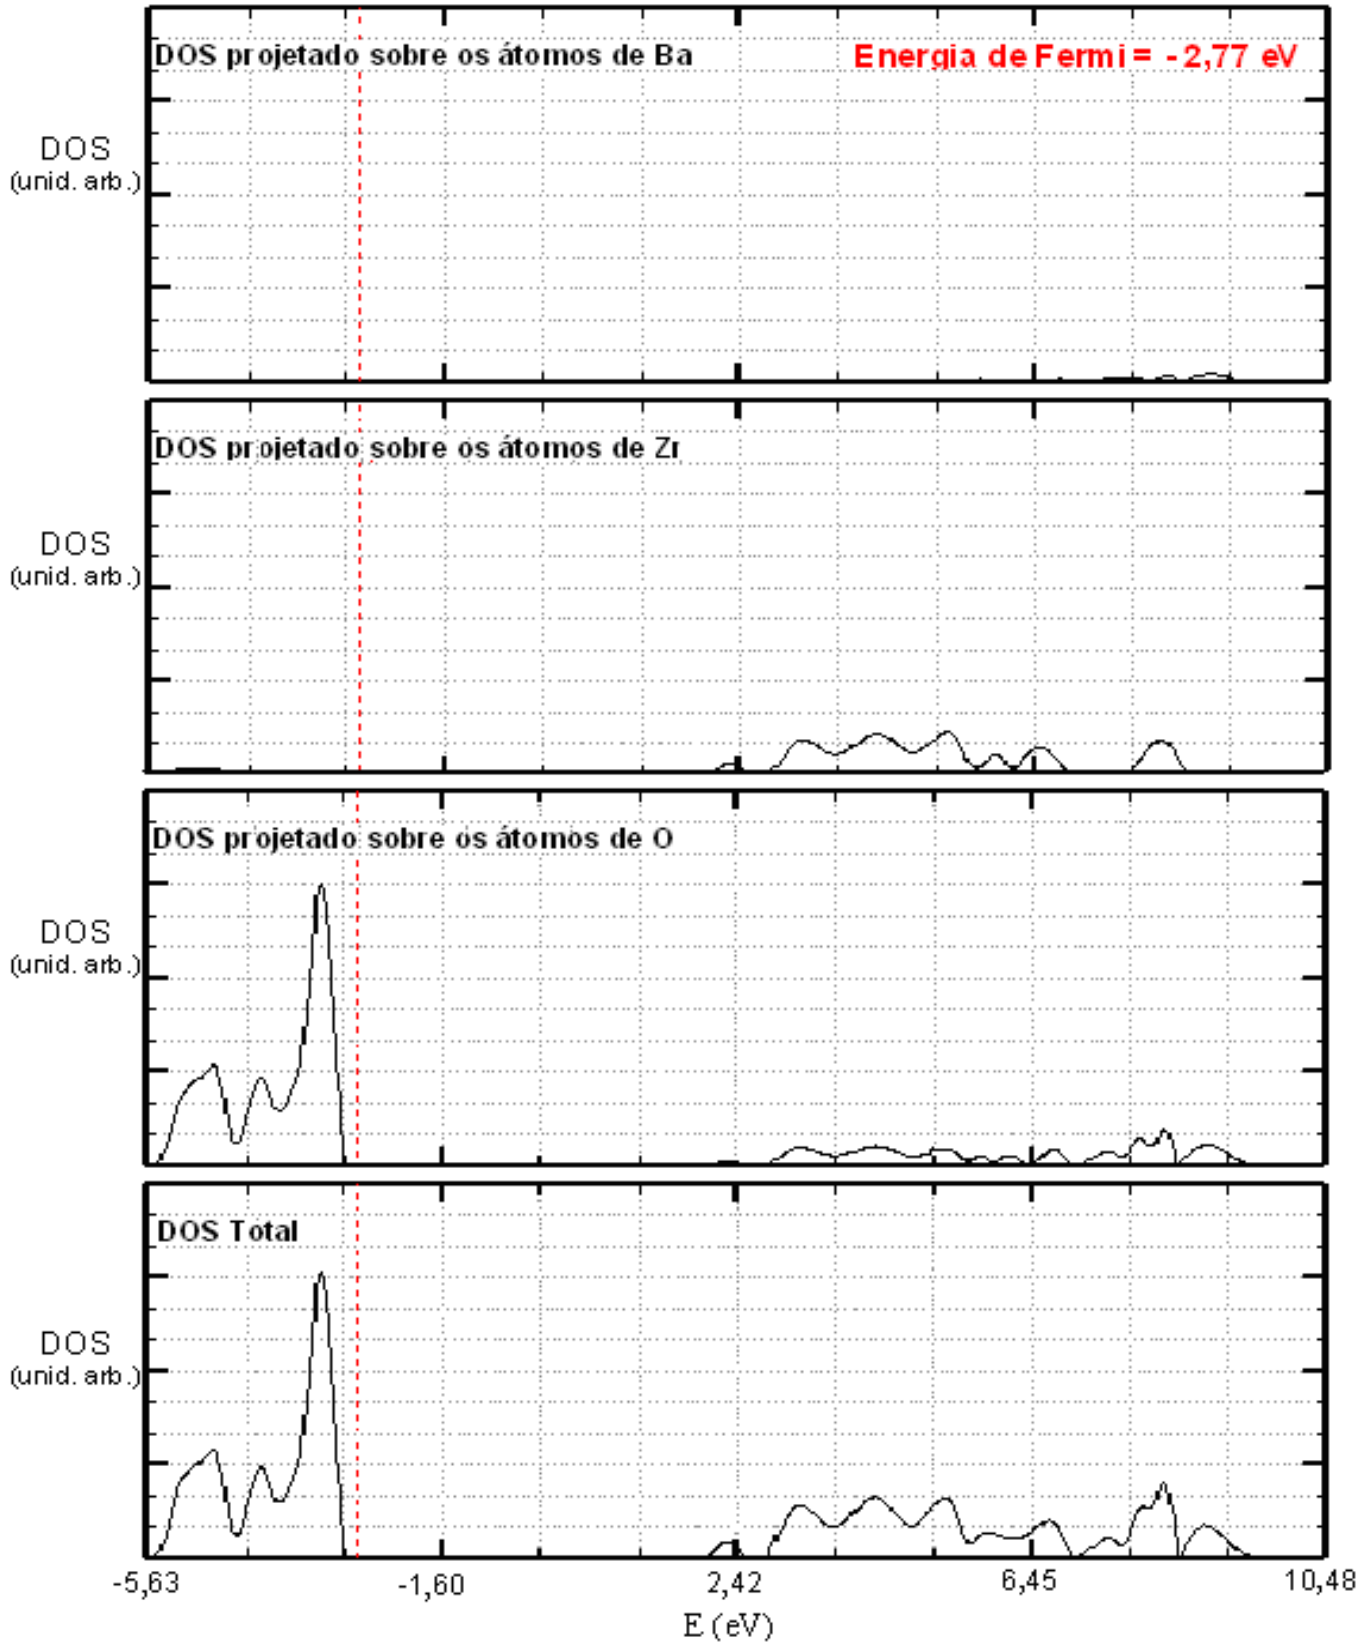 DOS projetado sobre os átomos de Ba
Energia de Fermi = - 2,77 eV
DOS
(unid. arb.)
DOS projetado sobre os átomos de Zr
DOS
(unid. arb.)
DOS projetado sobre os átomos de O
DOS
(unid. arb.)
DOS Total
DOS
(unid. arb.)
-5,63 -1,60 2,42 6,45 10,48
E (eV)